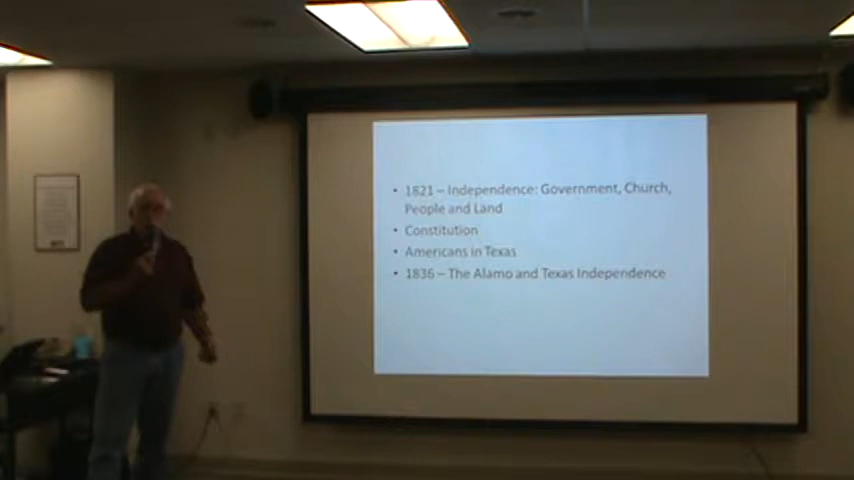 • 1821 – Independence: Government, Church,
People and Land
• Constitution
• Americans in Texas
• 1836 – The Alamo and Texas Independence